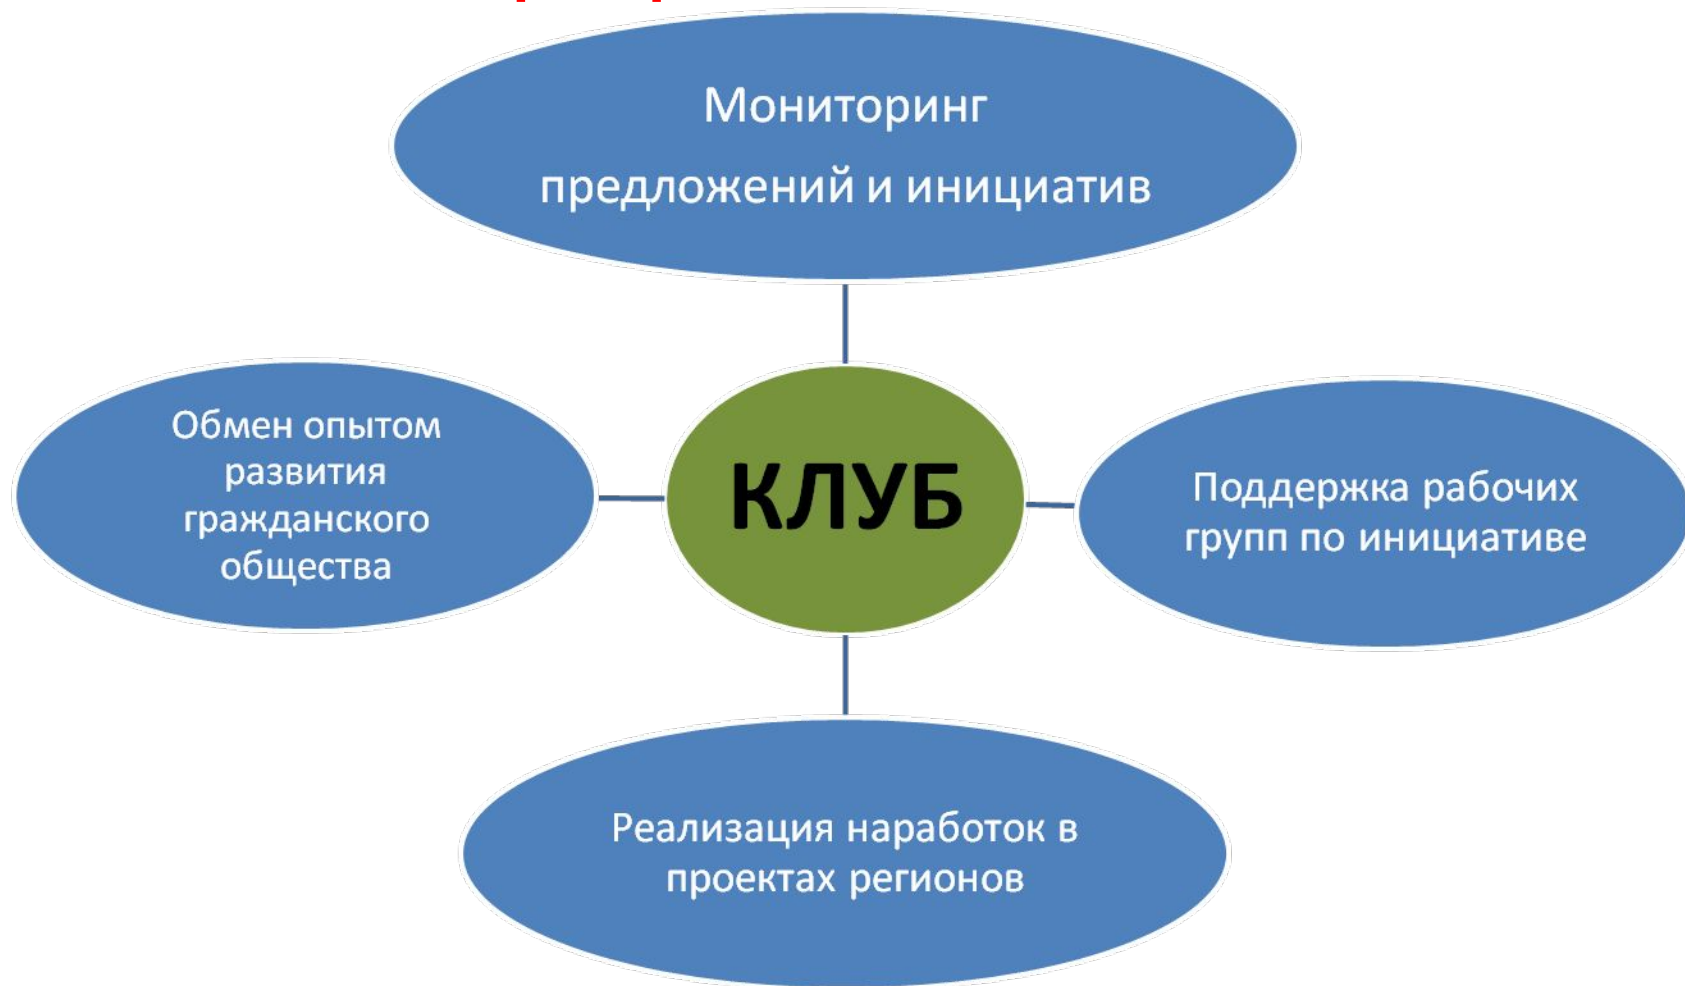 Мониторинг
предложений и инициатив
Обмен опытом
развития
гражданского
общества
КЛУБ
Поддержка рабочих
групп по инициативе
Реализация наработок в
проектах регионов